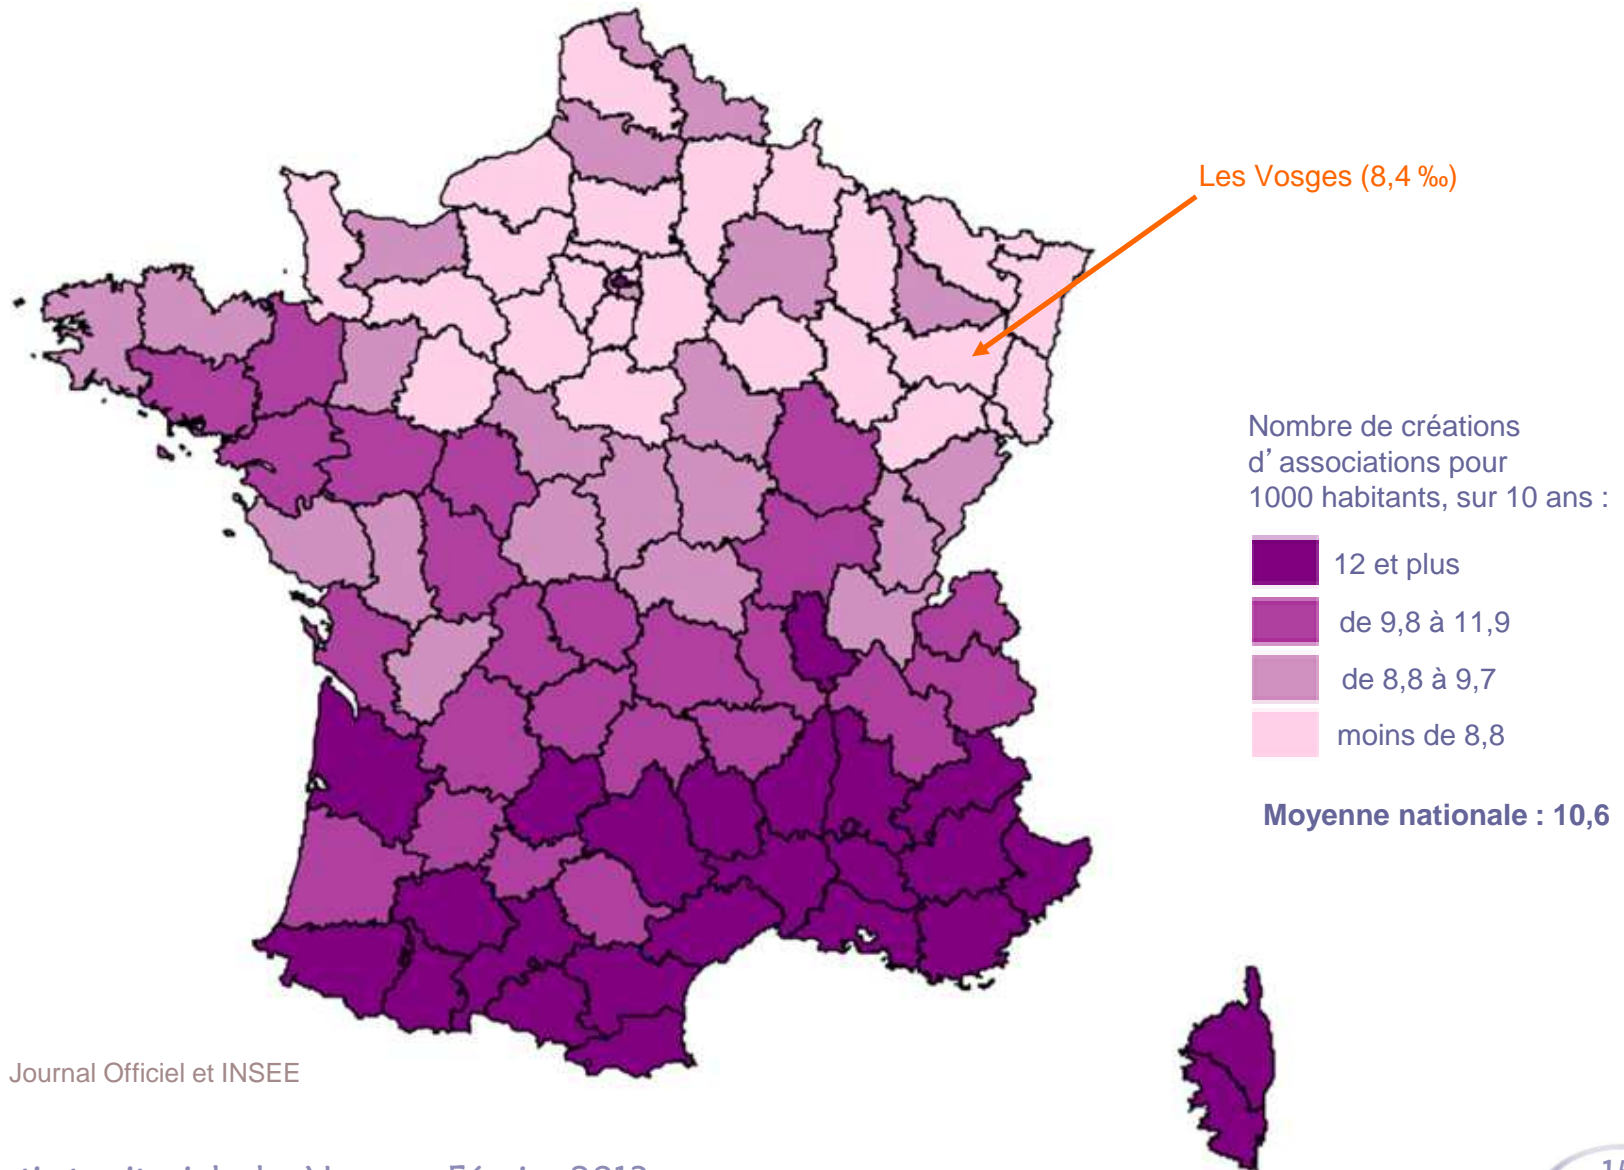 Les Vosges (8,4 ‰)
Nombre de créations
d’associations pour
1000 habitants, sur 10 ans :
12 et plus
de 9,8 à 11,9
de 8,8 à 9,7
moins de 8,8
Moyenne nationale : 10,6
Journal Officiel et INSEE